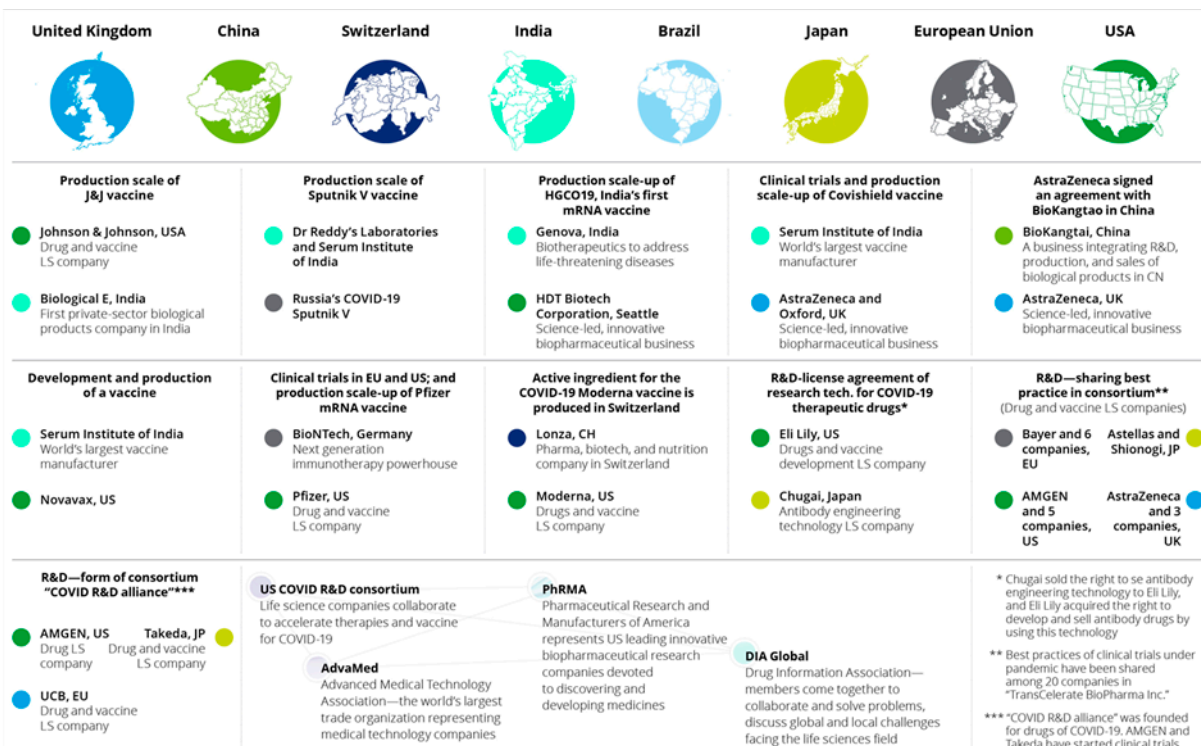 United Kingdom
China
Switzerland
India
Brazil
Japan
European Union
USA
Production scale of
J&J vaccine
Johnson & Johnson, USA
Drug and vaccine
LS company
Biological E, India
First private-sector biological
products company in India
Production scale of
Sputnik V vaccine
Dr Reddy's Laboratories
and Serum Institute
of India
Russia's COVID-19
Sputnik V
Production scale-up of
HGCO19, India's first
mRNA vaccine
Genova, India
Biotherapeutics to address
life-threatening diseases
HDT Biotech
Corporation, Seattle
Science-led, innovative
biopharmaceutical business
Clinical trials and production
scale-up of Covishield vaccine
Serum Institute of India
World's largest vaccine
manufacturer
AstraZeneca and
Oxford, UK
Science-led, innovative
biopharmaceutical business
AstraZeneca signed
an agreement with
BioKangtao in China
BioKangtai, China
A business integrating R&D,
production, and sales of
biological products in CN
AstraZeneca, UK
Science-led, innovative
biopharmaceutical business
Development and production
of a vaccine
Serum Institute of India
World's largest vaccine
manufacturer
Novavax, US
Clinical trials in EU and US; and
production scale-up of Pfizer
mRNA vaccine
BioNTech, Germany
Next generation
immunotherapy powerhouse
Pfizer, US
Drug and vaccine
LS company
Active ingredient for the
COVID-19 Moderna vaccine is
produced in Switzerland
Lonza, CH
Pharma, biotech, and nutrition
company in Switzerland
Moderna, US
Drugs and vaccine
LS company
R&D-license agreement of
research tech. for COVID-19
therapeutic drugs*
Eli Lily, US
Drugs and vaccine
development LS company
Chugai, Japan
Antibody engineering
technology LS company
R&D—sharing best
practice in consortium**
(Drug and vaccine LS companies)
Bayer and 6
companies,
EU
Astellas and
Shionogi, JP
AMGEN
and 5
companies,
US
AstraZeneca
and 3
companies,
UK
R&D—form of consortium
"COVID R&D alliance"***
AMGEN, US
Drug LS
company
Takeda, JP
Drug and vaccine
LS company
UCB, EU
Drug and vaccine
LS company
US COVID R&D consortium
Life science companies collaborate
to accelerate therapies and vaccine
for COVID-19
AdvaMed
Advanced Medical Technology
Association—the world's largest
trade organization representing
medical technology companies
PhRMA
Pharmaceutical Research and
Manufacturers of America
represents US leading innovative
biopharmaceutical research
companies devoted
to discovering and
developing medicines
DIA Global
Drug Information Association—
members come together to
collaborate and solve problems,
discuss global and local challenges
facing the life sciences field
* Chugai sold the right to se antibody
engineering technology to Eli Lily,
and Eli Lily acquired the right to
develop and sell antibody drugs by
using this technology
** Best practices of clinical trials under
pandemic have been shared
among 20 companies in
"TransCelerate BioPharma Inc."
*** "COVID R&D alliance" was founded
for drugs of COVID-19. AMGEN and
Takeda have started clinical trials